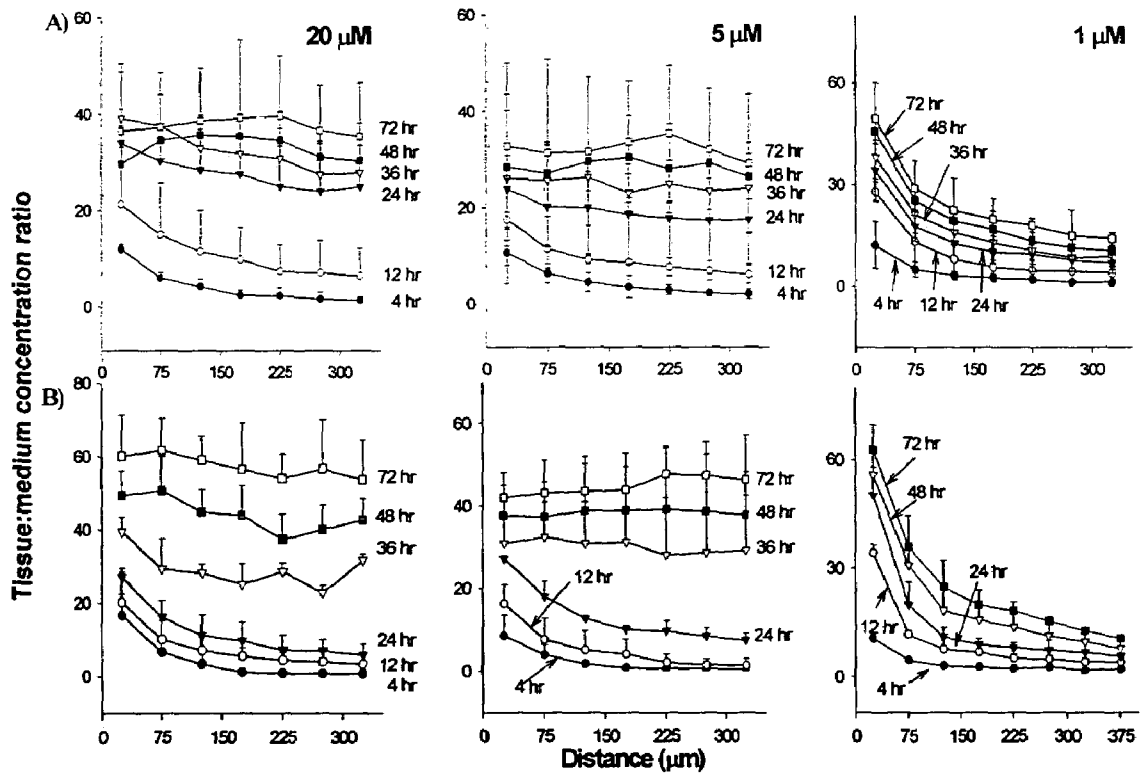 Tissue:medium concentration ratio
A)
20 µM
60
40
20
0
72 hr
48 hr
36 hr
24 hr
12 hr
4 hr
0 75 150 225 300
5 µM
60
40
20
0
72 hr
48 hr
36 hr
24 hr
12 hr
4 hr
0 75 150 225 300
1 µM
60
30
0
72 hr
48 hr
36 hr
4 hr
12 hr
24 hr
0 75 150 225 300
B)
80
60
40
20
0
72 hr
48 hr
36 hr
24 hr
12 hr
4 hr
0 75 150 225 300
60
40
20
0
72 hr
48 hr
36 hr
12 hr
24 hr
4 hr
0 75 150 225 300
60
30
0
72 hr
48 hr
24 hr
12 hr
4 hr
0 75 150 225 300 375
Distance (µm)